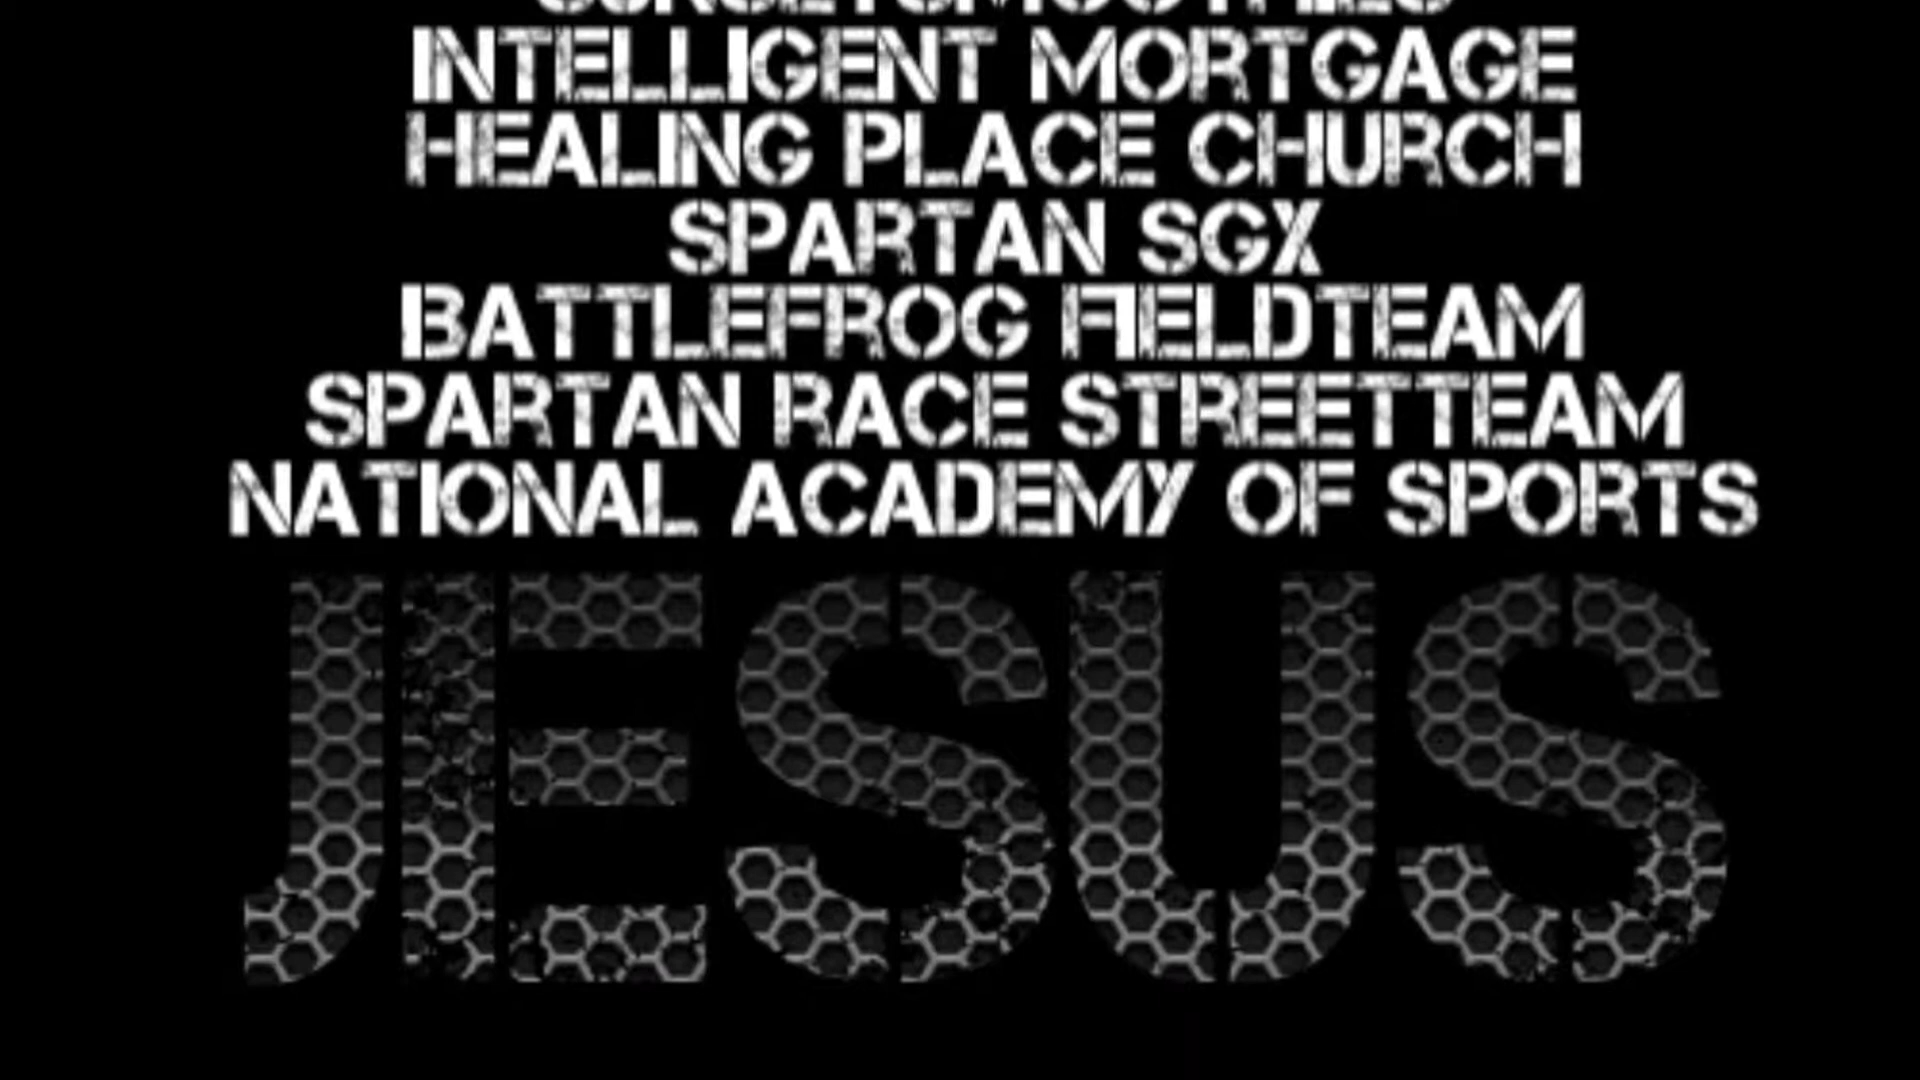 INTELLIGENT MORTGAGE
HEALING PLACE CHURCH
SPARTAN SGX
BATTLEFROG FIELDTEAM
SPARTAN RACE STREETTEAM
NATIONAL ACADEMY OF SPORTS
JESUS